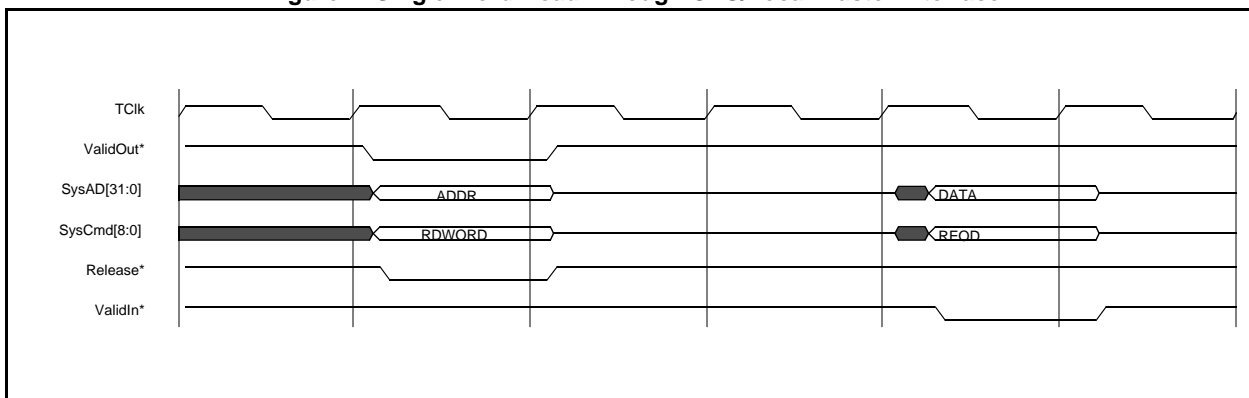 TClk
ValidOut*
SysAD[31:0]
ADDR
DATA
SysCmd[8:0]
RDWORD
REOD
Release*
ValidIn*